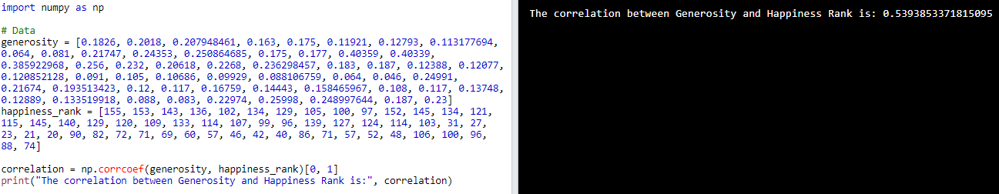 import numpy as np
# Data
generosity = [0.1826, 0.2018, 0.207948461, 0.163, 0.175, 0.11921, 0.12793, 0.113177694,
0.064, 0.081, 0.21747, 0.24353, 0.250864685, 0.175, 0.177, 0.40359, 0.40339,
0.385922968, 0.256, 0.232, 0.20618, 0.2268, 0.236298457, 0.183, 0.187, 0.12388, 0.12077,
0.120852128, 0.091, 0.105, 0.10686, 0.09929, 0.088106759, 0.064, 0.046, 0.24991,
0.21674, 0.193513423, 0.12, 0.117, 0.16759, 0.14443, 0.158465967, 0.108, 0.117, 0.13748,
0.12889, 0.133519918, 0.088, 0.083, 0.22974, 0.25998, 0.248997644, 0.187, 0.23]
happiness_rank = [155, 153, 143, 136, 102, 134, 129, 105, 100, 97, 152, 145, 134, 121,
115, 145, 140, 129, 120, 109, 133, 114, 107, 99, 96, 139, 127, 124, 114, 103, 31, 27,
23, 21, 20, 90, 82, 72, 71, 69, 60, 57, 46, 42, 40, 86, 71, 57, 52, 48, 106, 100, 96,
88, 74]
correlation = np.corrcoef(generosity, happiness_rank)[0, 1]
print("The correlation between Generosity and Happiness Rank is:", correlation)
The correlation between Generosity and Happiness Rank is: 0.5393853371815095